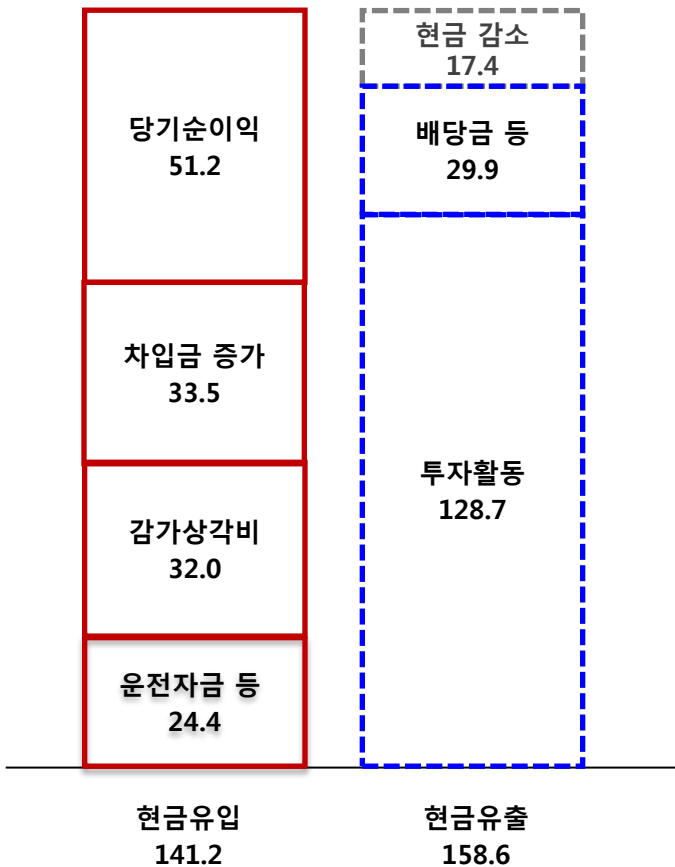 당기순이익
51.2
차입금 증가
33.5
감가상각비
32.0
운전자금 등
24.4
현금유입
141.2
현금 감소
17.4
배당금 등
29.9
투자활동
128.7
현금유출
158.6